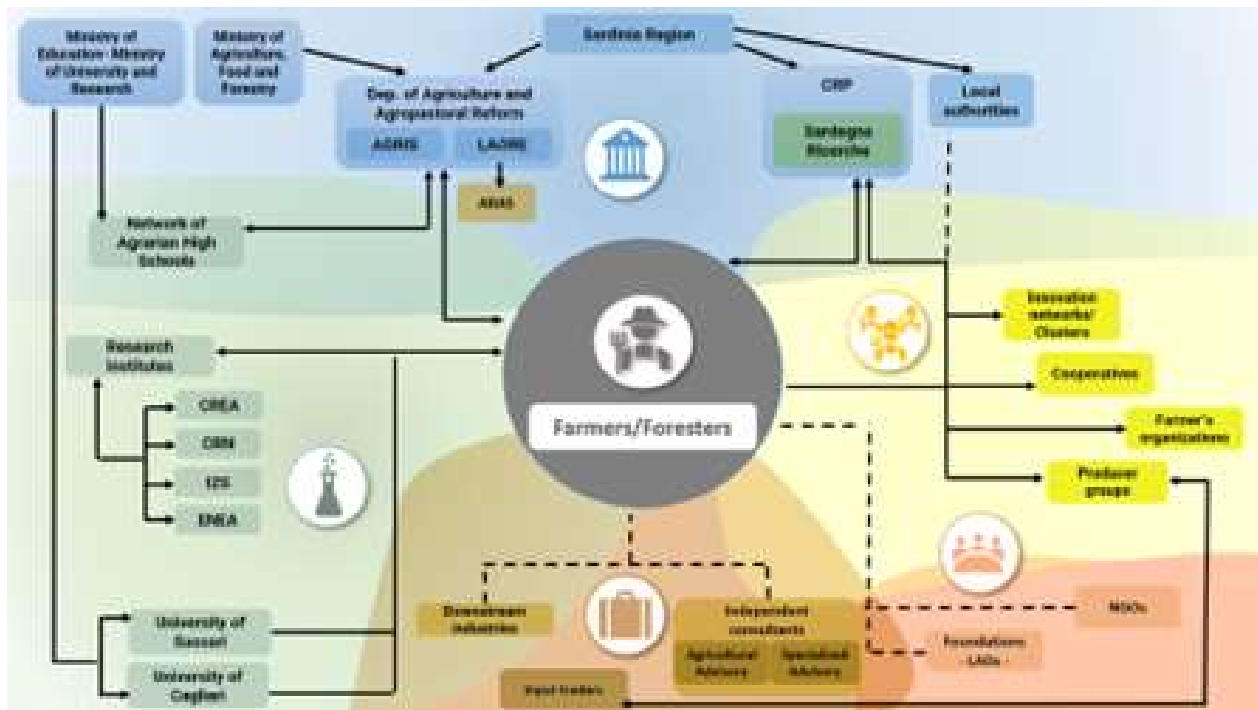 Ministry of
Education -Ministry
of University and
Research
Ministry of
Agriculture,
Food and
Forestry
Sardinia Region
Dep. of Agriculture and
Agropastoral Reform
AGRIS
LAORE
ARAS
CRP
Sardegna
Ricerche
Local
authorities
Network of
Agrarian High
Schools
Research
institutes
CREA
CRN
IZS
ENEA
Farmers/Foresters
Innovation
networks/
Clusters
Cooperatives
Farmer's
organizations
Producer
groups
University of
Sassari
University of
Cagliari
Downstream
industries
Independent
consultants
Agricultural
Advisory
Specialized
Advisory
Input traders
NGOs
Foundations
- LAGs -